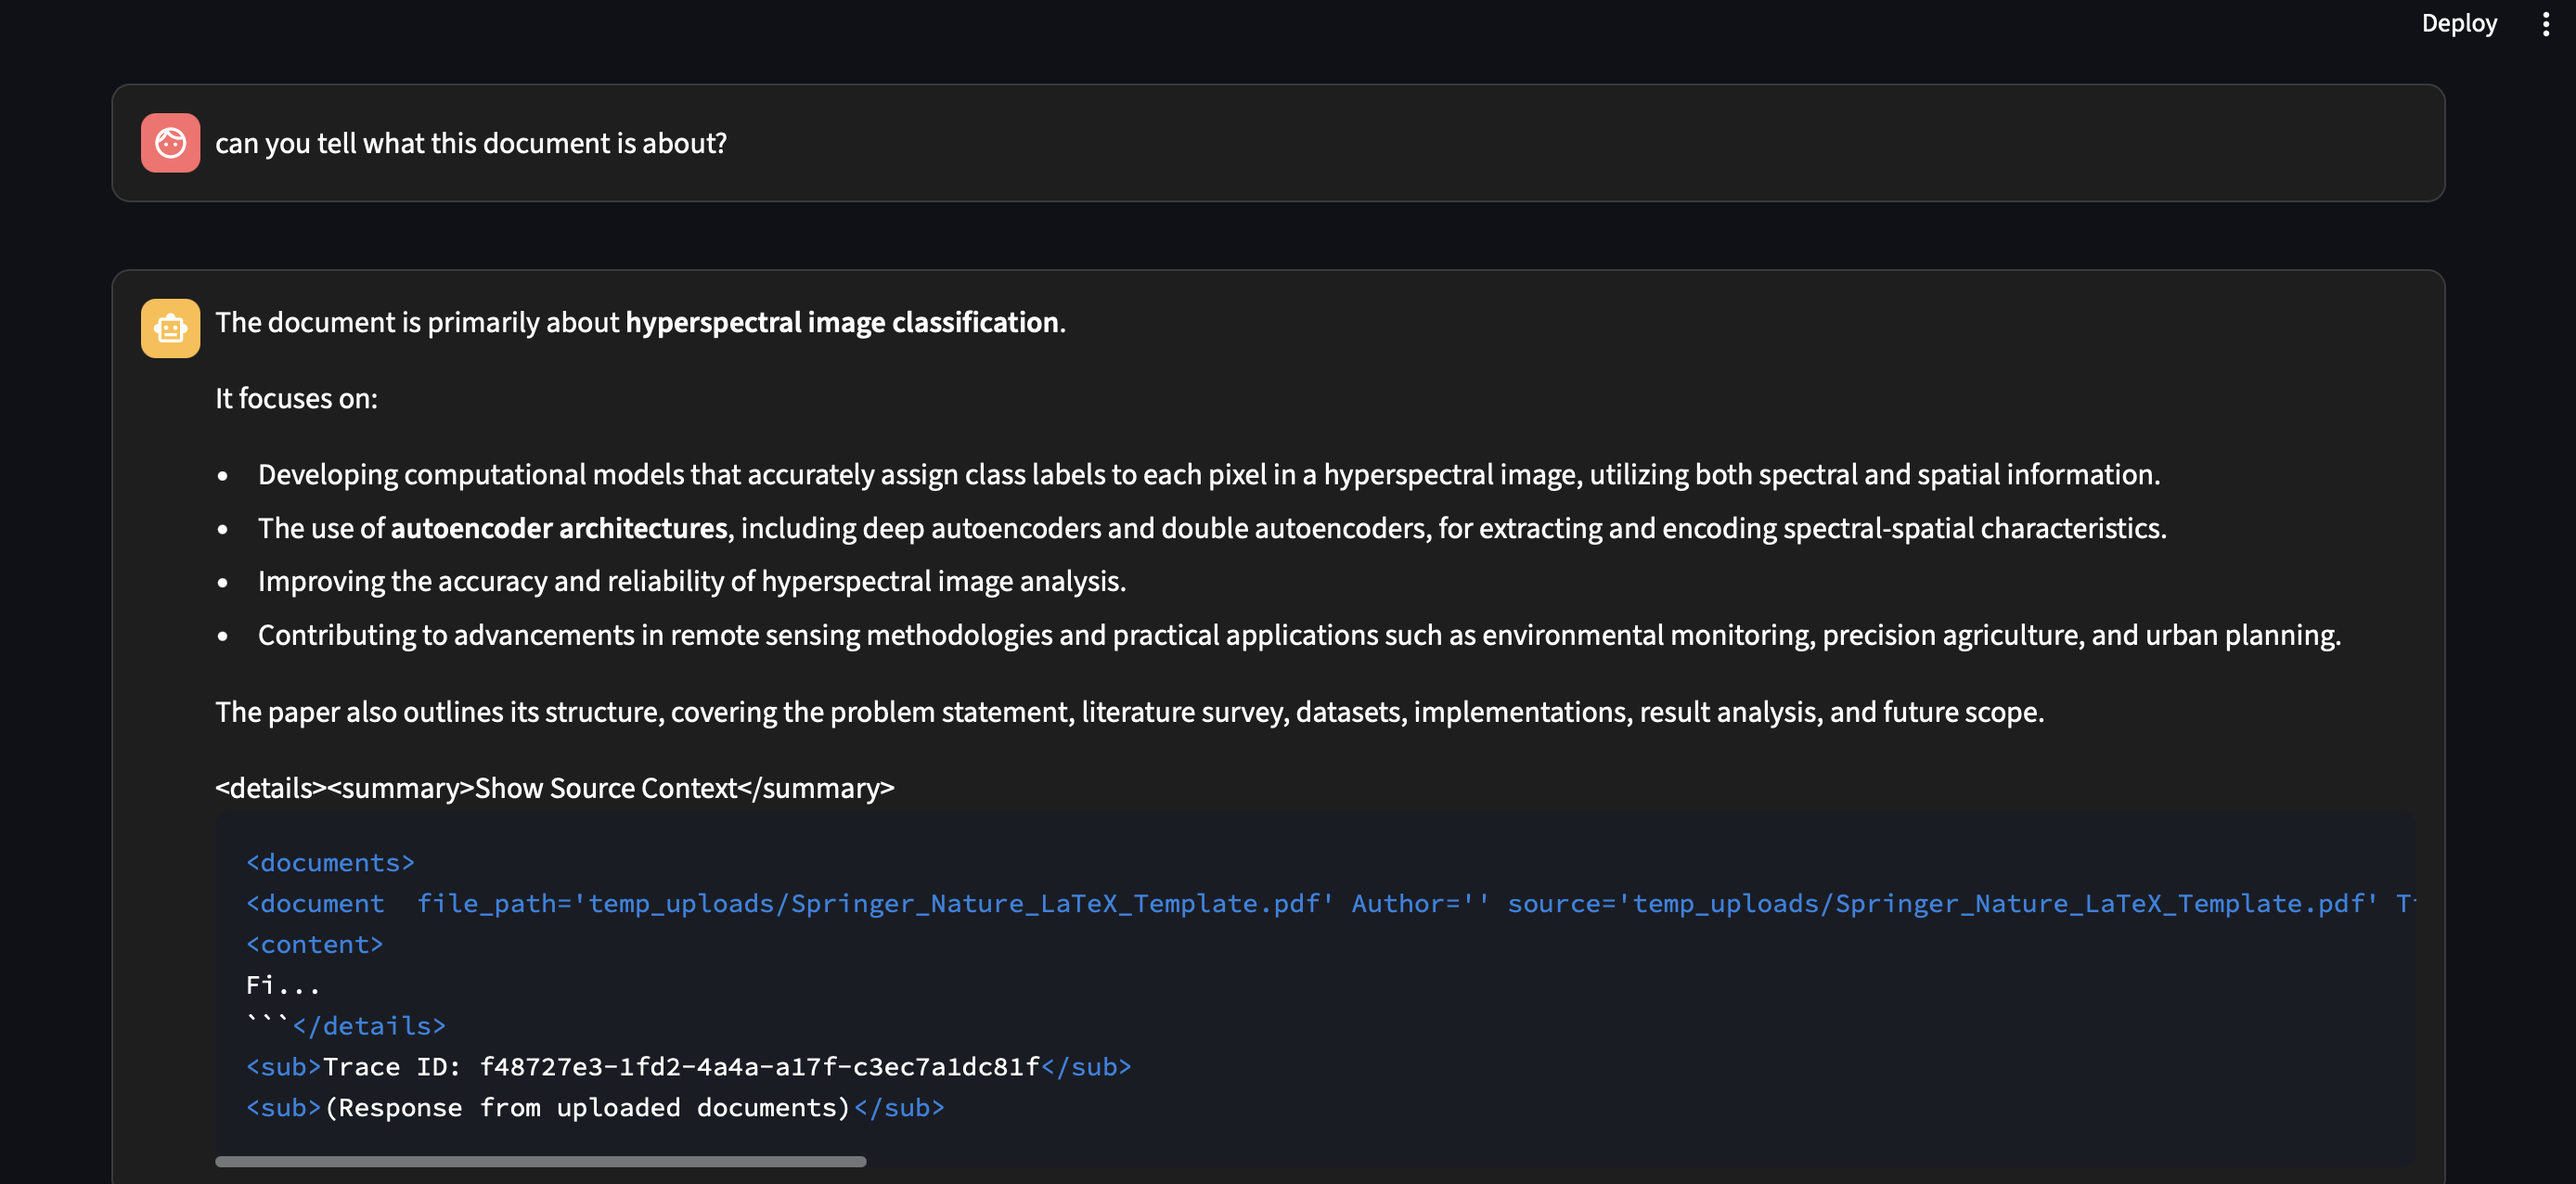 Deploy
can you tell what this document is about?
The document is primarily about hyperspectral image classification.
It focuses on:
• Developing computational models that accurately assign class labels to each pixel in a hyperspectral image, utilizing both spectral and spatial information.
• The use of autoencoder architectures, including deep autoencoders and double autoencoders, for extracting and encoding spectral-spatial characteristics.
• Improving the accuracy and reliability of hyperspectral image analysis.
• Contributing to advancements in remote sensing methodologies and practical applications such as environmental monitoring, precision agriculture, and urban planning.
The paper also outlines its structure, covering the problem statement, literature survey, datasets, implementations, result analysis, and future scope.
<details><summary>Show Source Context</summary>
<documents>
<document  file_path='temp_uploads/Springer_Nature_LaTeX_Template.pdf' Author='' source='temp_uploads/Springer_Nature_LaTeX_Template.pdf'
<content>
Fi...
```</details>
<sub>Trace ID: f48727e3-1fd2-4a4a-a17f-c3ec7a1dc81f</sub>
<sub>(Response from uploaded documents)</sub>